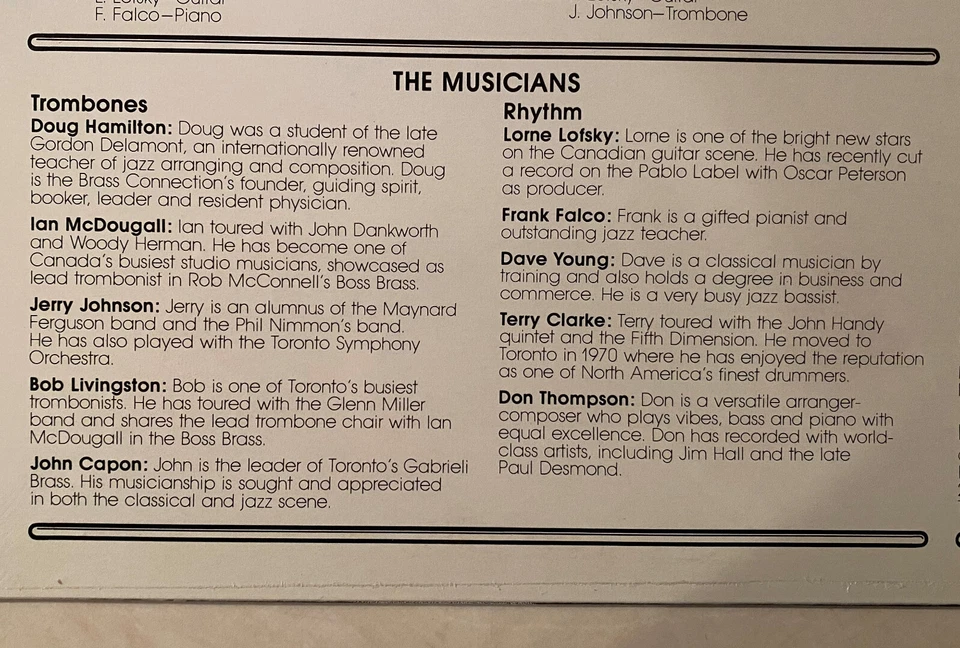 F. Falco—Piano
J. Johnson—Trombone
THE MUSICIANS
Trombones
Doug Hamilton: Doug was a student of the late
Gordon Delamont, an internationally renowned
teacher of jazz arranging and composition. Doug
is the Brass Connection's founder, guiding spirit,
booker, leader and resident physician.
Ian McDougall: Ian toured with John Dankworth
and Woody Herman. He has become one of
Canada's busiest studio musicians, showcased as
lead trombonist in Rob McConnell's Boss Brass.
Jerry Johnson: Jerry is an alumnus of the Maynard
Ferguson band and the Phil Nimmon's band.
He has also played with the Toronto Symphony
Orchestra.
Bob Livingston: Bob is one of Toronto's busiest
trombonists. He has toured with the Glenn Miller
band and shares the lead trombone chair with Ian
McDougall in the Boss Brass.
John Capon: John is the leader of Toronto's Gabrieli
Brass. His musicianship is sought and appreciated
in both the classical and jazz scene.
Rhythm
Lorne Lofsky: Lorne is one of the bright new stars
on the Canadian guitar scene. He has recently cut
a record on the Pablo Label with Oscar Peterson
as producer.
Frank Falco: Frank is a gifted pianist and
outstanding jazz teacher.
Dave Young: Dave is a classical musician by
training and also holds a degree in business and
commerce. He is a very busy jazz bassist.
Terry Clarke: Terry toured with the John Handy
quintet and the Fifth Dimension. He moved to
Toronto in 1970 where he has enjoyed the reputation
as one of North America's finest drummers.
Don Thompson: Don is a versatile arranger-
composer who plays vibes, bass and piano with
equal excellence. Don has recorded with world-
class artists, including Jim Hall and the late
Paul Desmond.